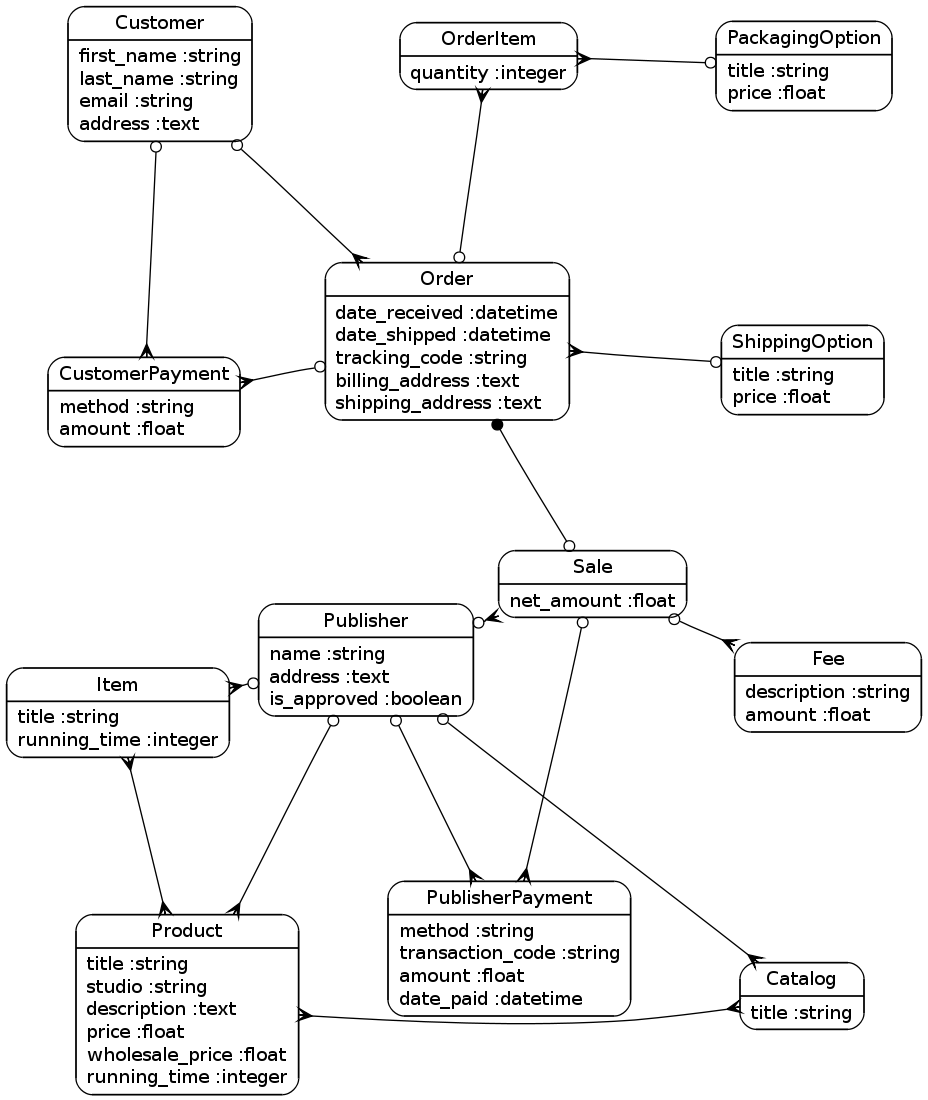 Customer
first_name :string
last_name :string
email :string
address :text
OrderItem
quantity :integer
PackagingOption
title :string
price :float
Order
date_received :datetime
date_shipped :datetime
tracking_code :string
billing_address :text
shipping_address :text
ShippingOption
title :string
price :float
CustomerPayment
method :string
amount :float
Sale
net_amount :float
Publisher
name :string
address :text
is_approved :boolean
Fee
description :string
amount :float
Item
title :string
running_time :integer
PublisherPayment
method :string
transaction_code :string
amount :float
date_paid :datetime
Product
title :string
studio :string
description :text
price :float
wholesale_price :float
running_time :integer
Catalog
title :string